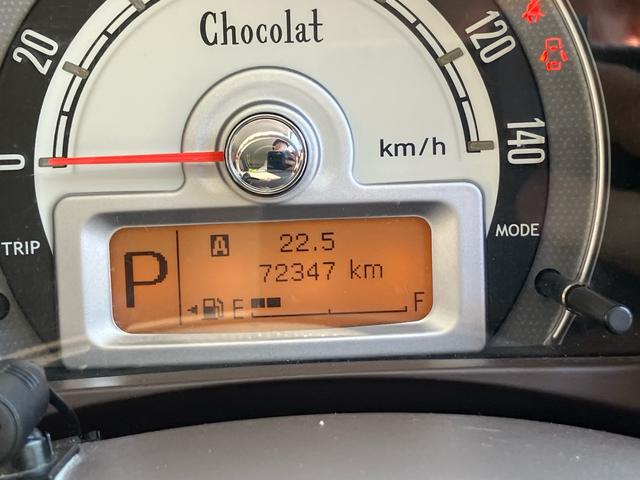 Chocolat
20
120
0
km/h
140
TRIP
MODE
P
A 22.5
72347 km
E F